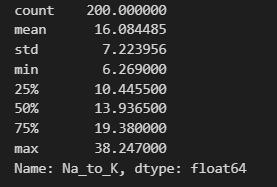 count    200.000000
mean      16.084485
std        7.223956
min        6.269000
25%       10.445500
50%       13.936500
75%       19.380000
max       38.247000
Name: Na_to_K, dtype: float64